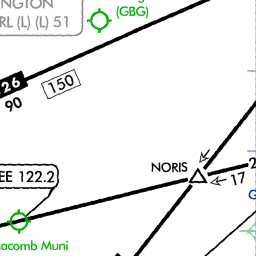 NGTON
RL (L) (L) 51
(GBG)
26
90
150
NORIS
17
2
EE 122.2
acomb Muni